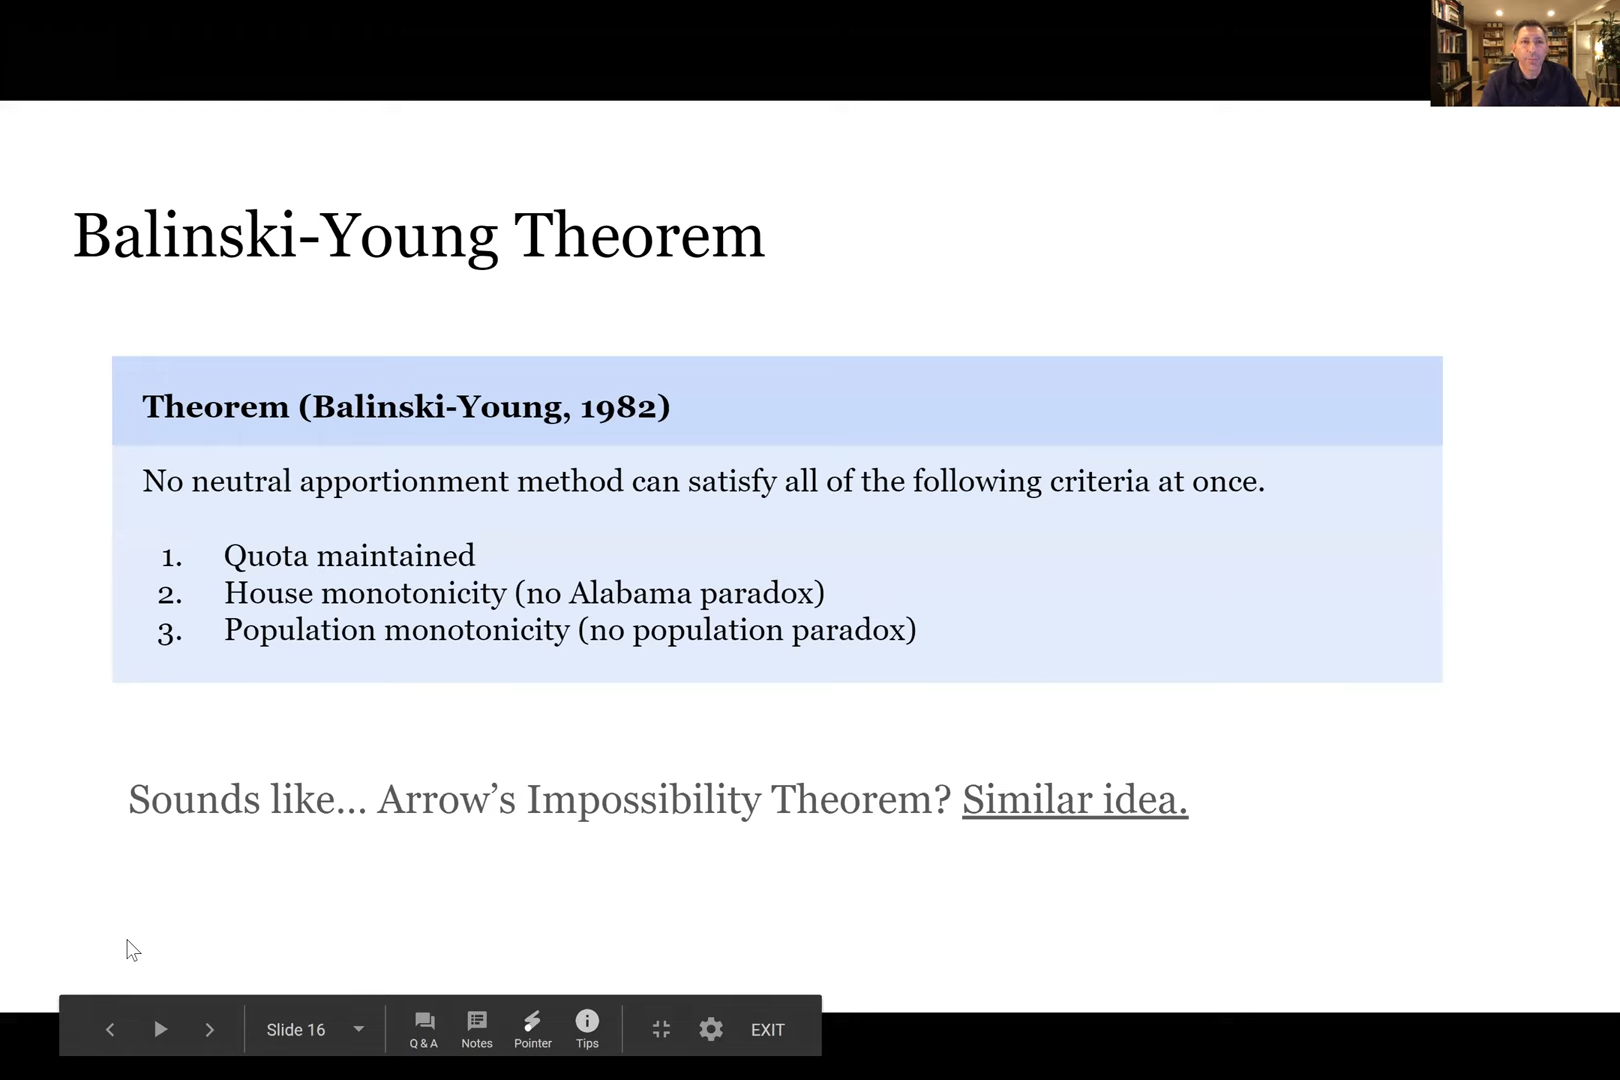 Balinski-Young Theorem
Theorem (Balinski-Young, 1982)
No neutral apportionment method can satisfy all of the following criteria at once.
1. Quota maintained
2. House monotonicity (no Alabama paradox)
3. Population monotonicity (no population paradox)
Sounds like... Arrow’s Impossibility Theorem? Similar idea.
Slide 16
Q & A
Notes
Pointer
Tips
EXIT